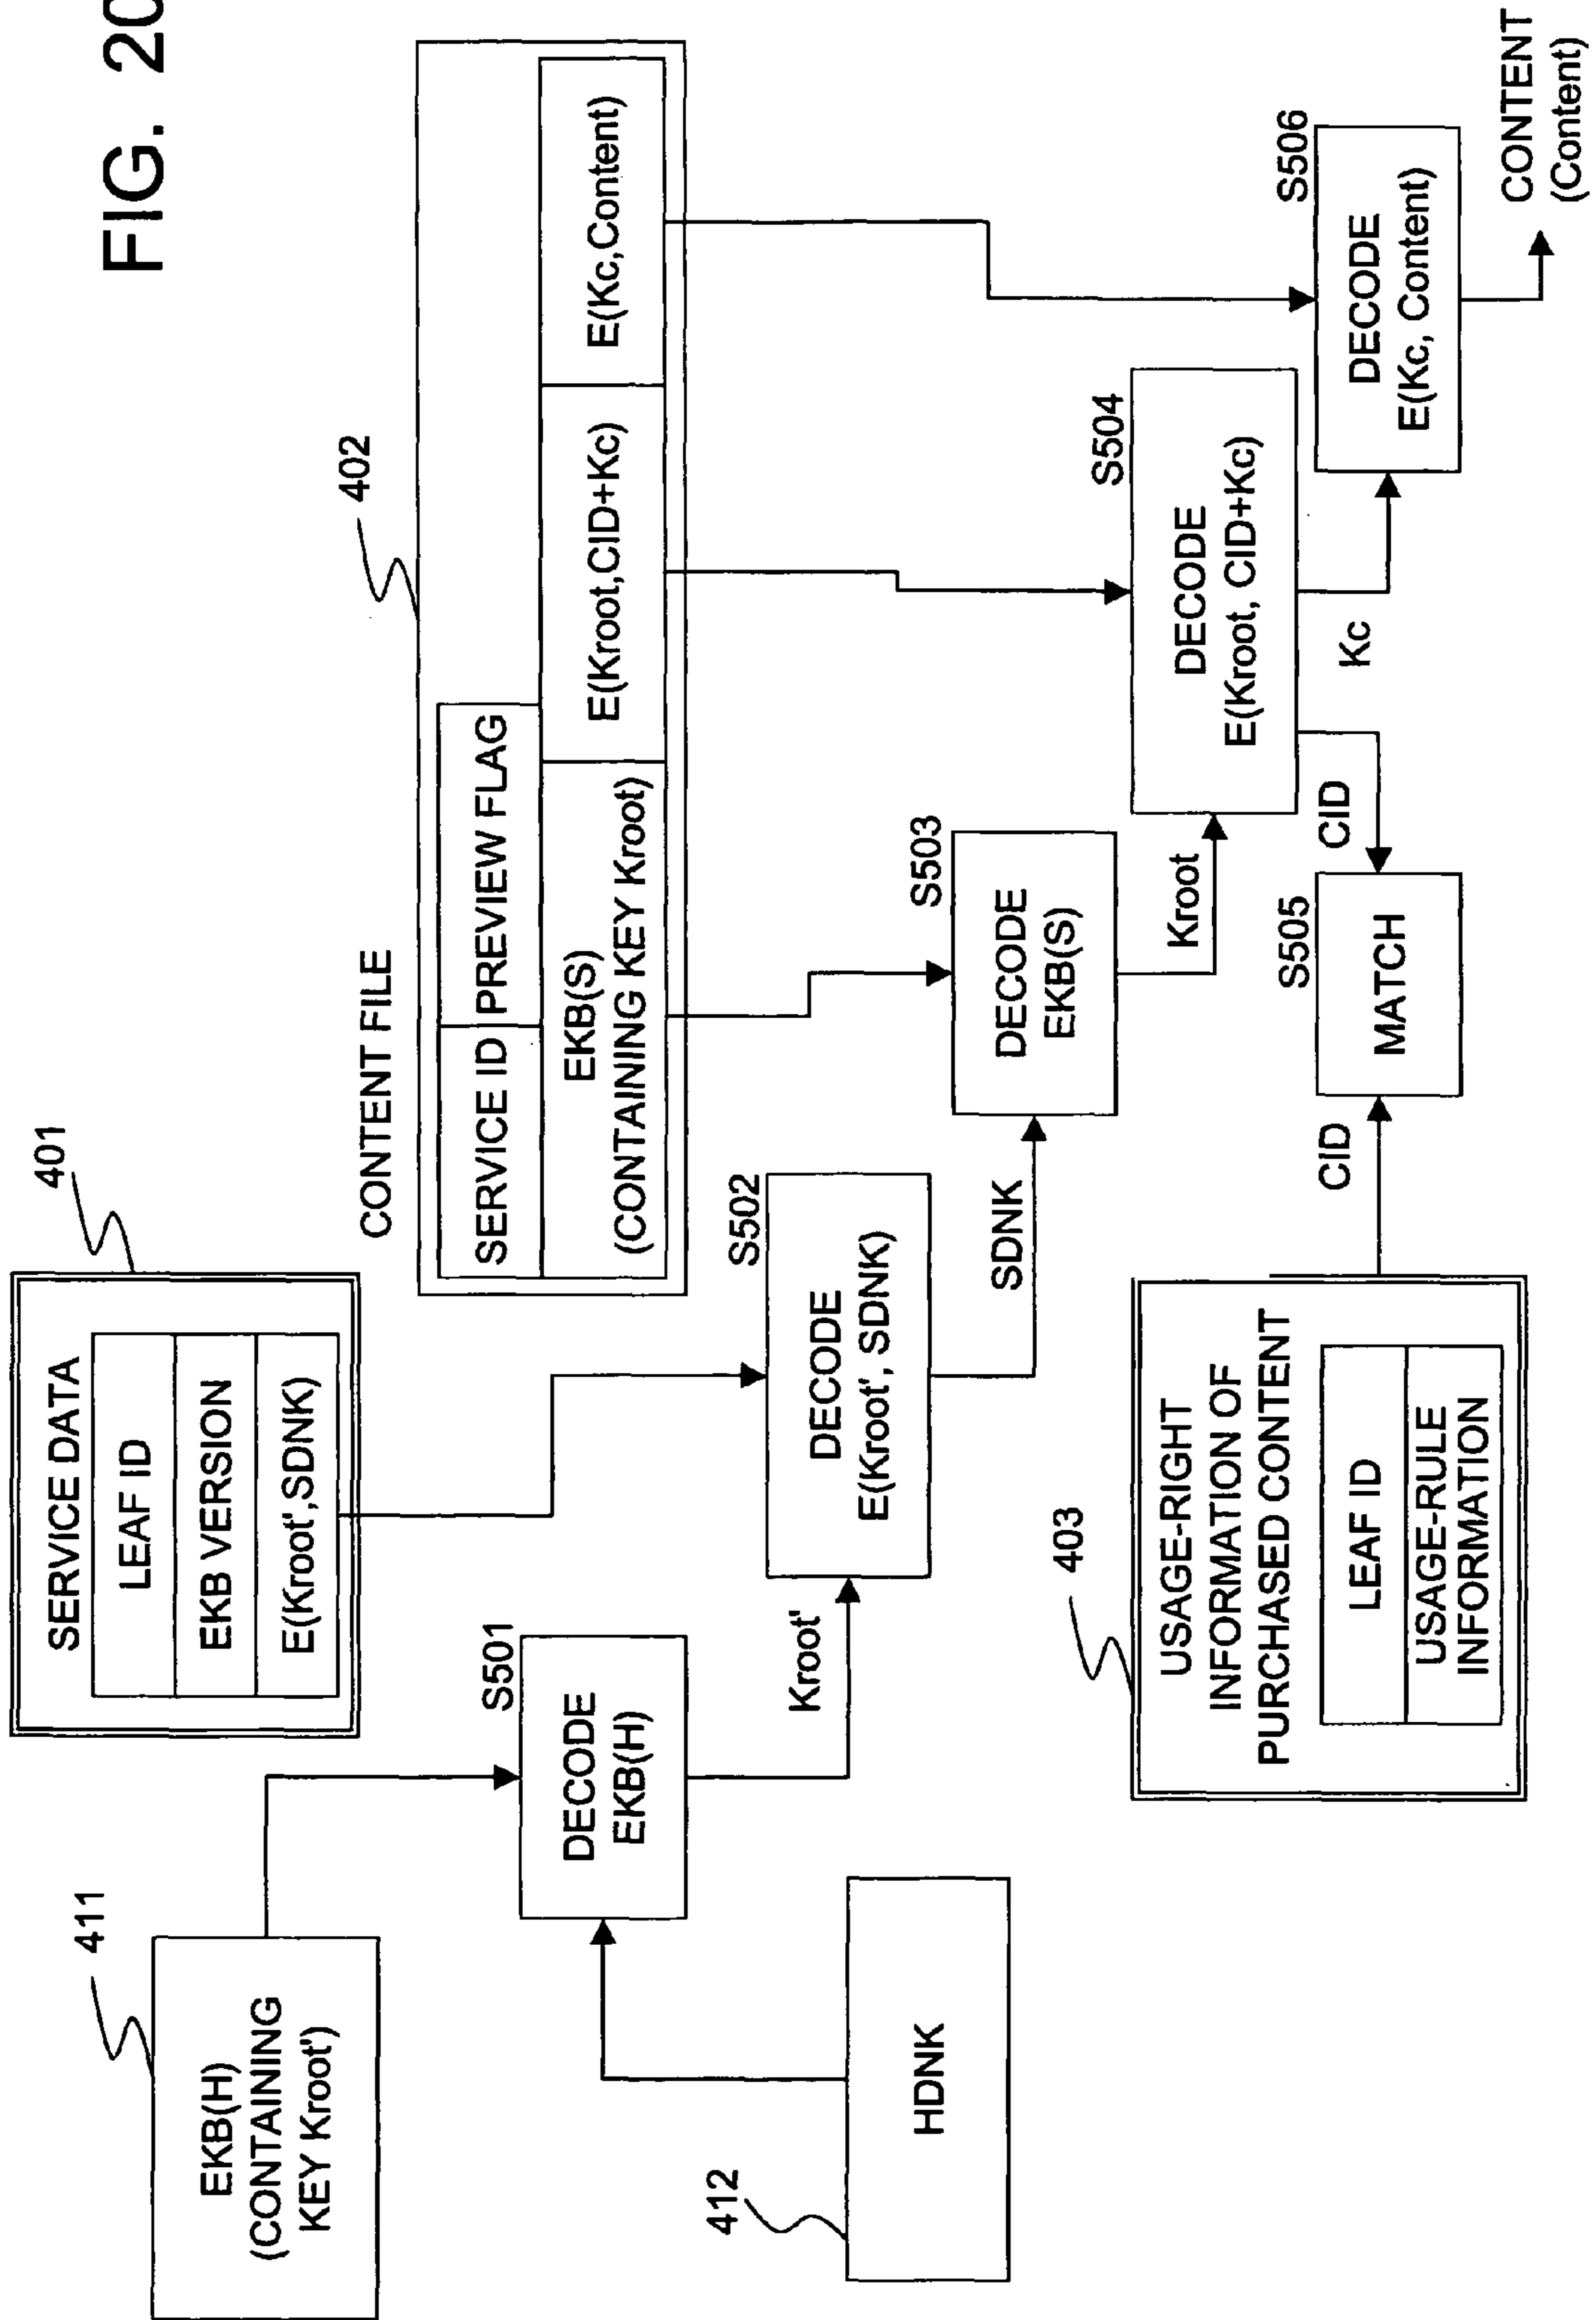 FIG. 20
401
SERVICE DATA
LEAF ID
EKB VERSION
E(Kroot',SDNK)
402
CONTENT FILE
SERVICE ID
PREVIEW FLAG
EKB(S)
(CONTAINING KEY Kroot)
E(Kroot,CID+Kc)
E(Kc,Content)
411
EKB(H)
(CONTAINING
KEY Kroot')
S501
DECODE
EKB(H)
Kroot'
S502
DECODE
E(Kroot', SDNK)
SDNK
S503
DECODE
EKB(S)
Kroot
S504
DECODE
E(Kroot, CID+Kc)
Kc
CID
S506
DECODE
E(Kc, Content)
CONTENT
(Content)
412
HDNK
403
USAGE-RIGHT
INFORMATION OF
PURCHASED CONTENT
LEAF ID
USAGE-RULE
INFORMATION
CID
S505
MATCH